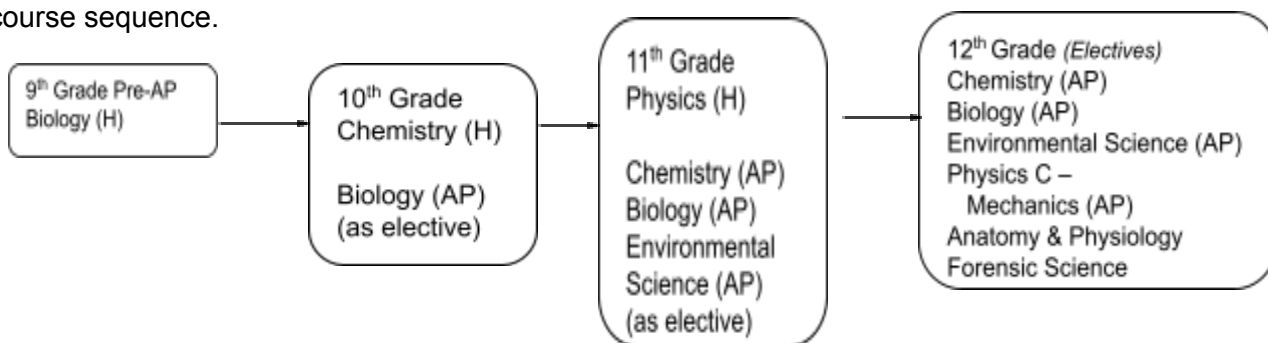 course sequence.
9th Grade Pre-AP
Biology (H)
10th Grade
Chemistry (H)
Biology (AP)
(as elective)
11th Grade
Physics (H)
Chemistry (AP)
Biology (AP)
Environmental
Science (AP)
(as elective)
12th Grade (Electives)
Chemistry (AP)
Biology (AP)
Environmental Science (AP)
Physics C –
Mechanics (AP)
Anatomy & Physiology
Forensic Science